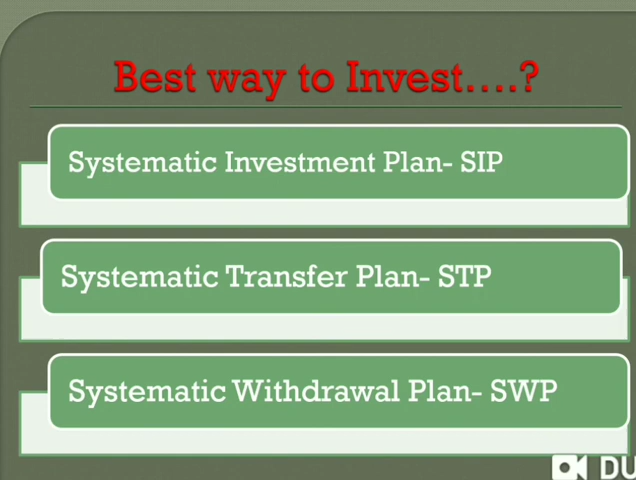 Best way to Invest....?
Systematic Investment Plan- SIP
Systematic Transfer Plan- STP
Systematic Withdrawal Plan- SWP